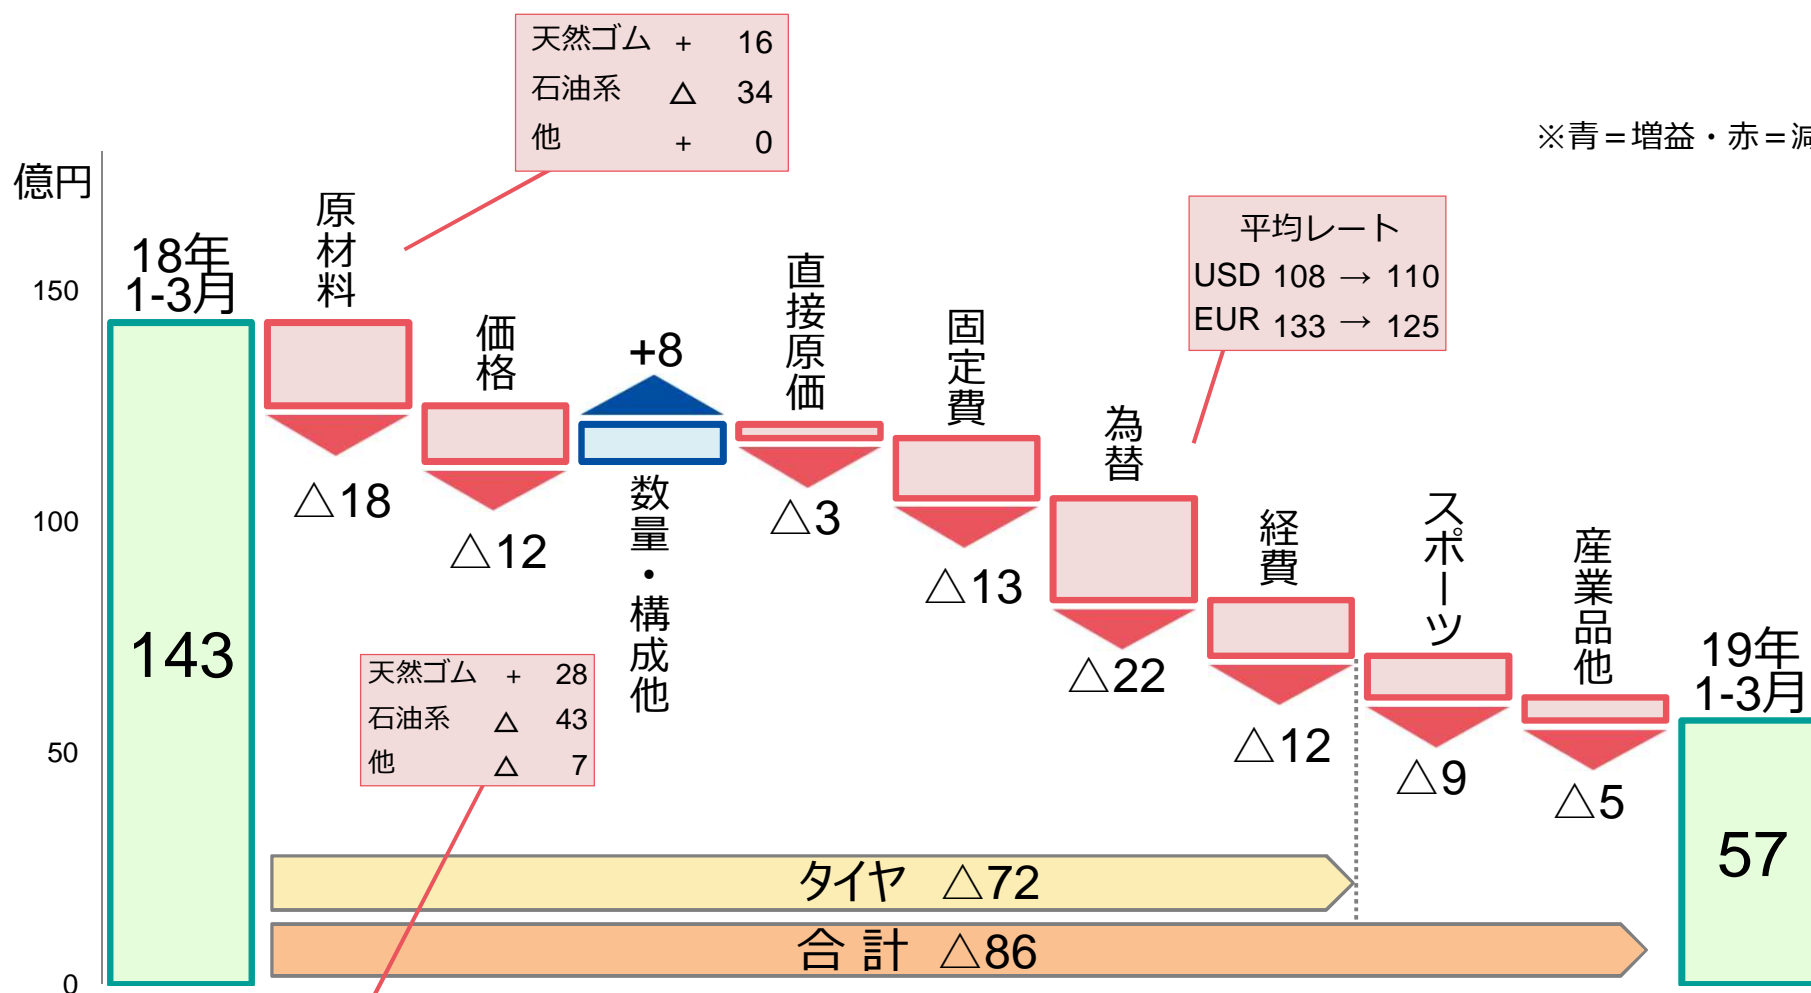 天然ゴム + 16
石油系 △ 34
他 + 0
※青＝増益・赤＝減
億円
150
100
50
0
18年
1-3月
143
原材料
△18
価格
△12
+8
数量・構成他
直接原価
△3
固定費
△13
平均レート
USD 108 → 110
EUR 133 → 125
為替
△22
経費
△12
スポーツ
△9
産業品他
△5
19年
1-3月
57
天然ゴム + 28
石油系 △ 43
他 △ 7
タイヤ △72
合 計 △86